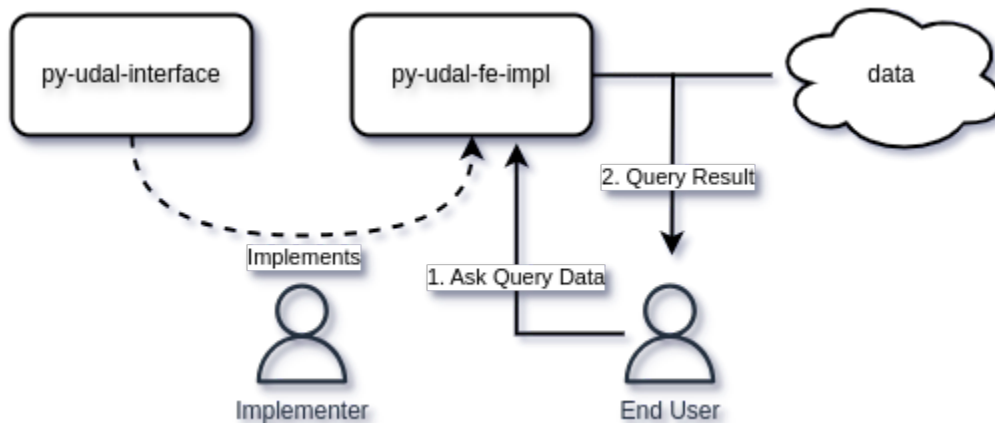 py-udal-interface
py-udal-fe-impl
data
2. Query Result
Implements
1. Ask Query Data
Implementer
End User